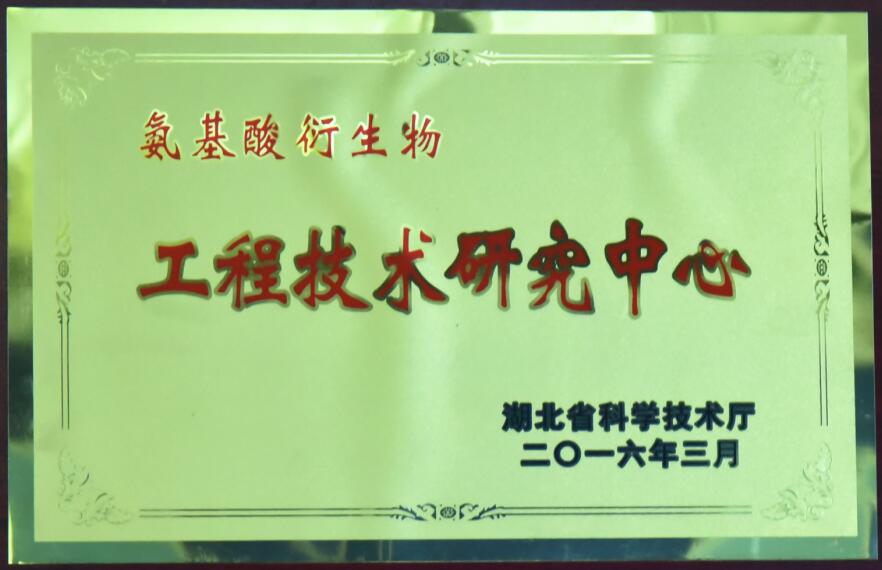 氨基酸衍生物
工程技术研究中心
湖北省科学技术厅
二〇一六年三月